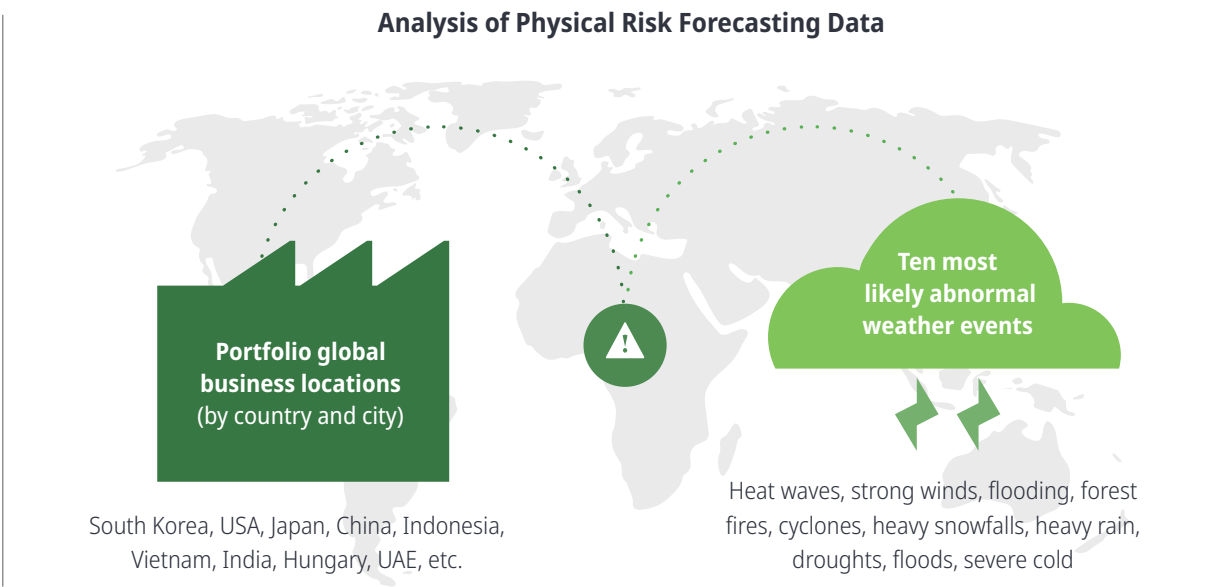 Analysis of Physical Risk Forecasting Data
Portfolio global
business locations
(by country and city)
South Korea, USA, Japan, China, Indonesia,
Vietnam, India, Hungary, UAE, etc.
!
Ten most
likely abnormal
weather events
Heat waves, strong winds, flooding, forest
fires, cyclones, heavy snowfalls, heavy rain,
droughts, floods, severe cold